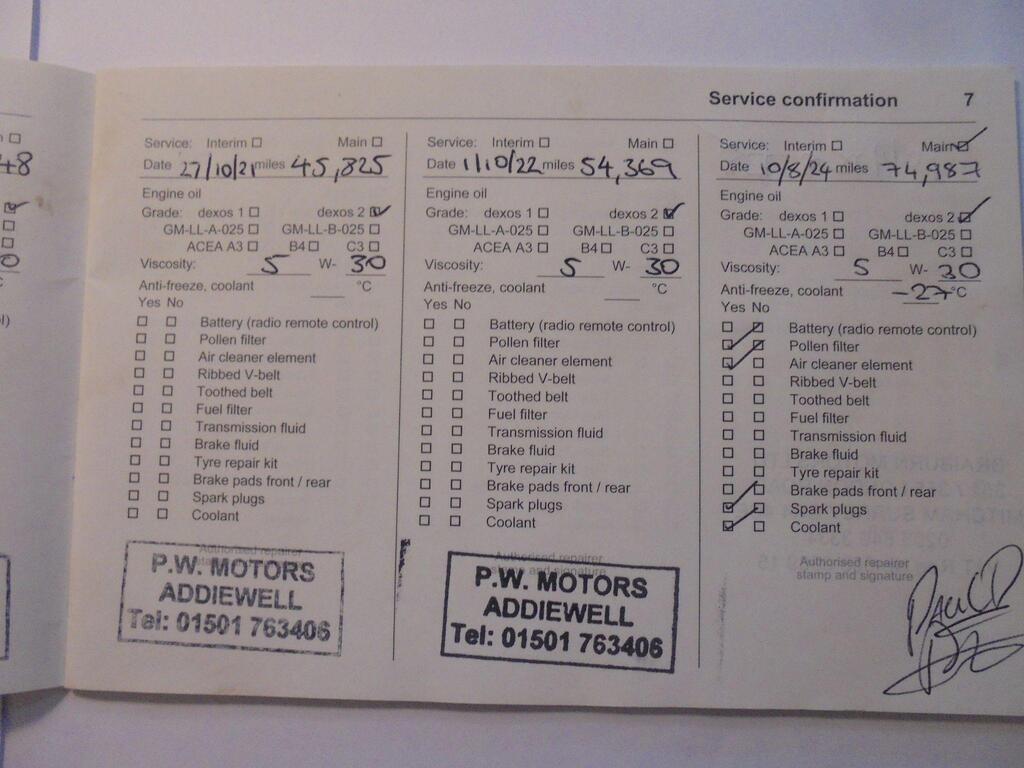 Service confirmation 7
48
Service: Interim ☐ Main ☐
Date 27/10/21 miles 45,825
Engine oil
Grade: dexos 1 ☐ dexos 2 ☑
GM-LL-A-025 ☐ GM-LL-B-025 ☐
ACEA A3 ☐ B4 ☐ C3 ☐
Viscosity: 5 W- 30
Anti-freeze, coolant ____ °C
Yes No
☐ ☐ Battery (radio remote control)
☐ ☐ Pollen filter
☐ ☐ Air cleaner element
☐ ☐ Ribbed V-belt
☐ ☐ Toothed belt
☐ ☐ Fuel filter
☐ ☐ Transmission fluid
☐ ☐ Brake fluid
☐ ☐ Tyre repair kit
☐ ☐ Brake pads front / rear
☐ ☐ Spark plugs
☐ ☐ Coolant
Authorised repairer
P.W. MOTORS
ADDIEWELL
Tel: 01501 763406
Service: Interim ☐ Main ☐
Date 11/10/22 miles 54,369
Engine oil
Grade: dexos 1 ☐ dexos 2 ☑
GM-LL-A-025 ☐ GM-LL-B-025 ☐
ACEA A3 ☐ B4 ☐ C3 ☐
Viscosity: 5 W- 30
Anti-freeze, coolant ____ °C
Yes No
☐ ☐ Battery (radio remote control)
☐ ☐ Pollen filter
☐ ☐ Air cleaner element
☐ ☐ Ribbed V-belt
☐ ☐ Toothed belt
☐ ☐ Fuel filter
☐ ☐ Transmission fluid
☐ ☐ Brake fluid
☐ ☐ Tyre repair kit
☐ ☐ Brake pads front / rear
☐ ☐ Spark plugs
☐ ☐ Coolant
Authorised repairer
stamp and signature
P.W. MOTORS
ADDIEWELL
Tel: 01501 763406
Service: Interim ☐ Main ☑
Date 10/8/24 miles 74,987
Engine oil
Grade: dexos 1 ☐ dexos 2 ☑
GM-LL-A-025 ☐ GM-LL-B-025 ☐
ACEA A3 ☐ B4 ☐ C3 ☐
Viscosity: 5 W- 30
Anti-freeze, coolant -27 °C
Yes No
☐ ☐ Battery (radio remote control)
☑ ☐ Pollen filter
☑ ☐ Air cleaner element
☐ ☐ Ribbed V-belt
☐ ☐ Toothed belt
☐ ☐ Fuel filter
☐ ☐ Transmission fluid
☐ ☐ Brake fluid
☐ ☐ Tyre repair kit
☐ ☐ Brake pads front / rear
☑ ☐ Spark plugs
☑ ☐ Coolant
Authorised repairer
stamp and signature